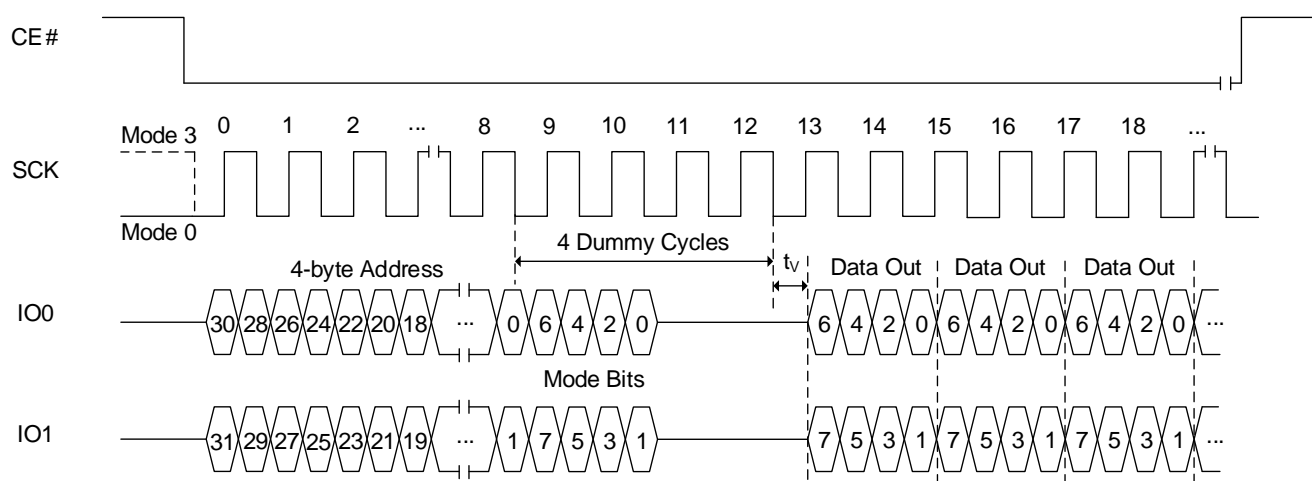 CE#
Mode 3 0 1 2 ... 8 9 10 11 12 13 14 15 16 17 18 ...
SCK
Mode 0
4 Dummy Cycles
4-byte Address tV Data Out Data Out Data Out
IO0 30 28 26 24 22 20 18 ... 0 6 4 2 0 6 4 2 0 6 4 2 0 6 4 2 0 ...
Mode Bits
IO1 31 29 27 25 23 21 19 ... 1 7 5 3 1 7 5 3 1 7 5 3 1 7 5 3 1 ...